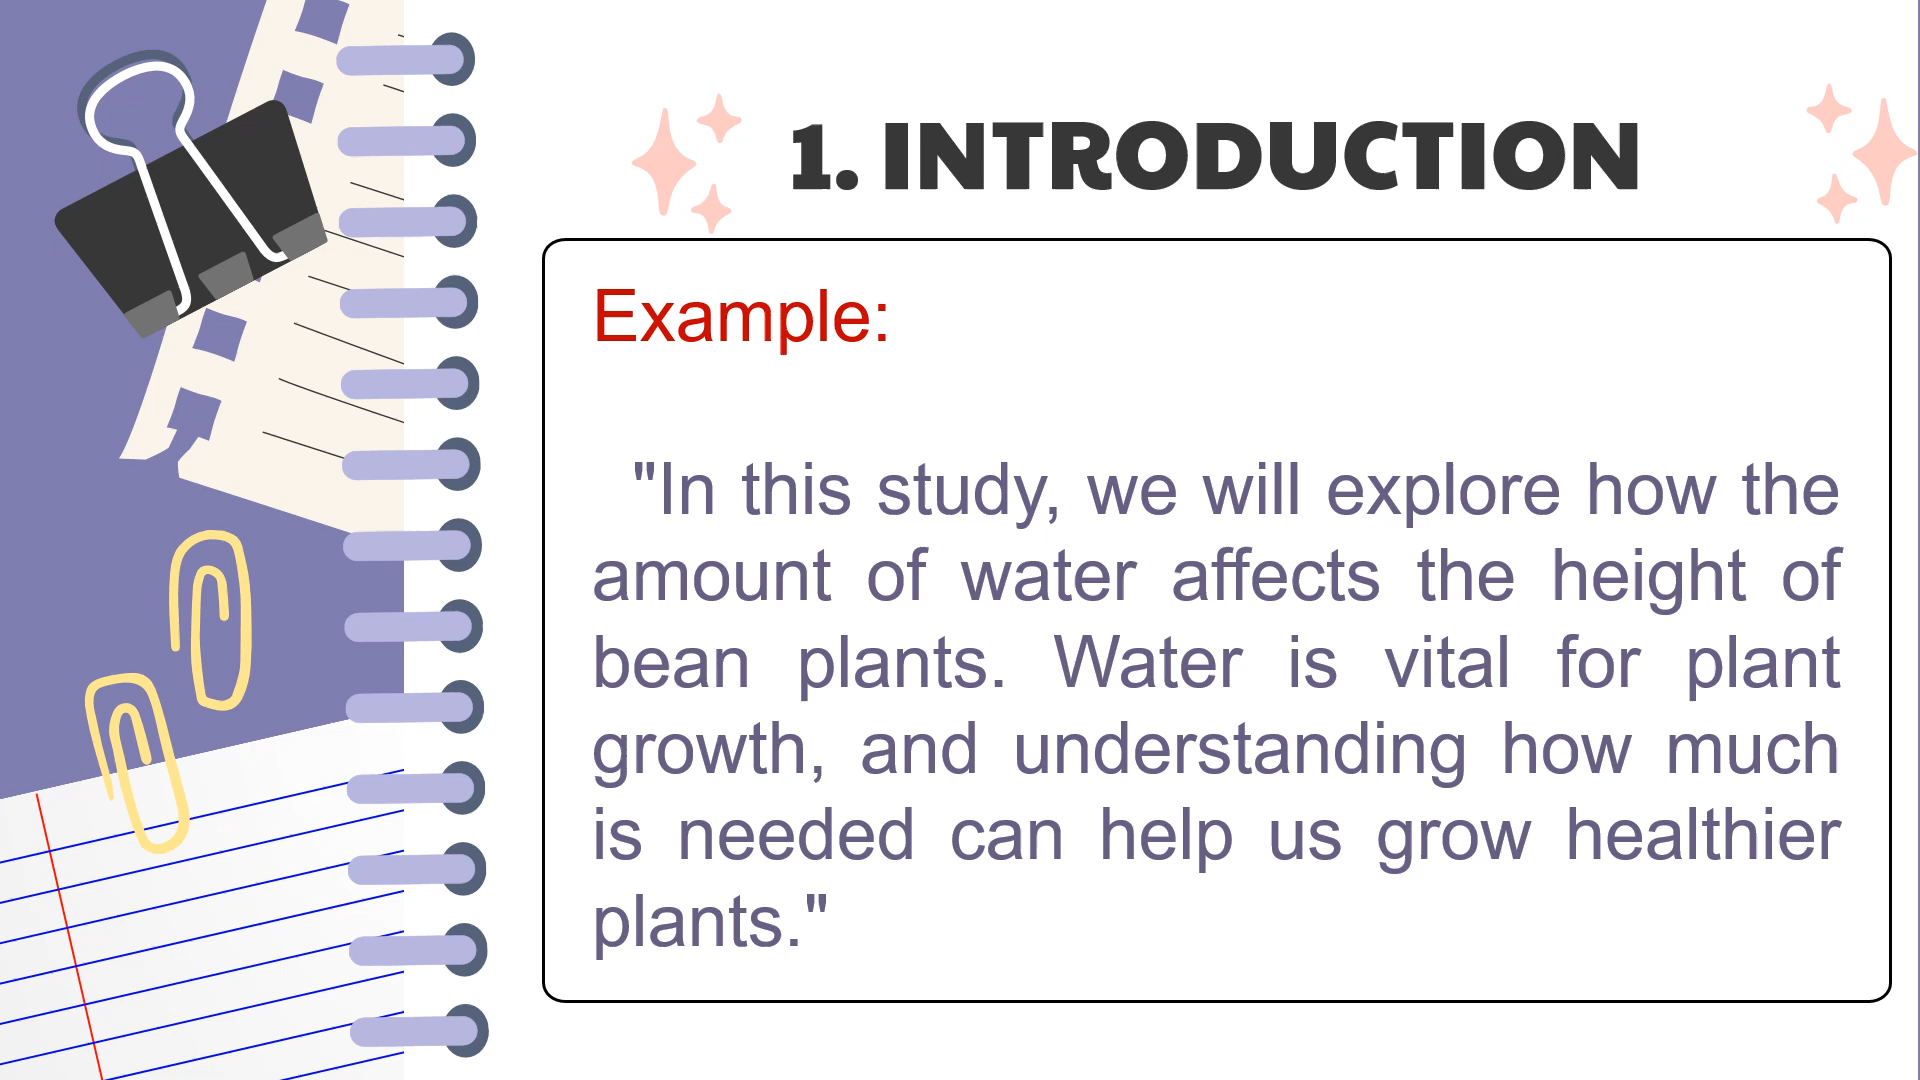 1. INTRODUCTION
Example:
"In this study, we will explore how the
amount of water affects the height of
bean plants. Water is vital for plant
growth, and understanding how much
is needed can help us grow healthier
plants."